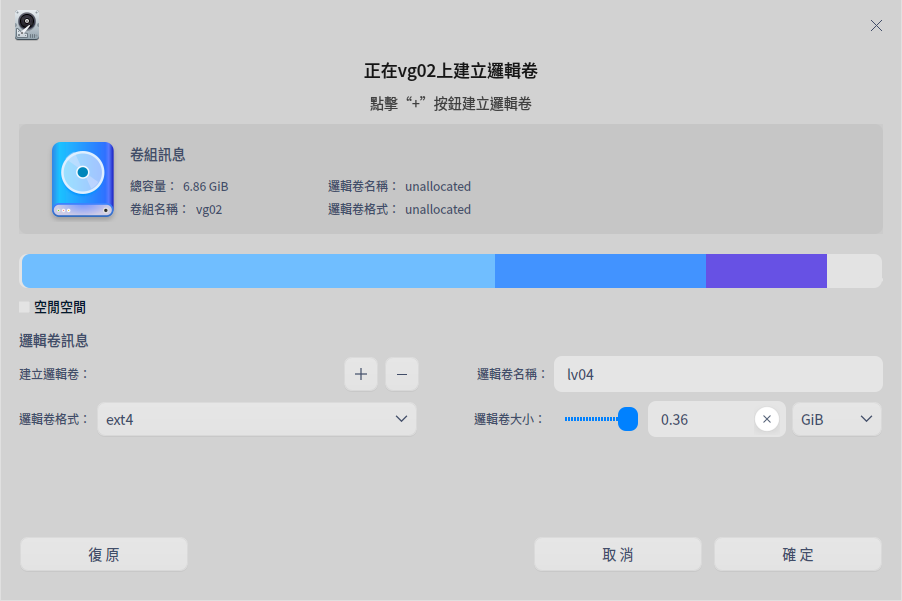 正在vg02上建立邏輯卷
點擊“+”按鈕建立邏輯卷
卷組訊息
總容量： 6.86 GiB
邏輯卷名稱： unallocated
卷組名稱： vg02
邏輯卷格式： unallocated
空閒空間
邏輯卷訊息
建立邏輯卷：
邏輯卷名稱： lv04
邏輯卷格式： ext4
邏輯卷大小： 0.36 GiB
復原
取消
確定